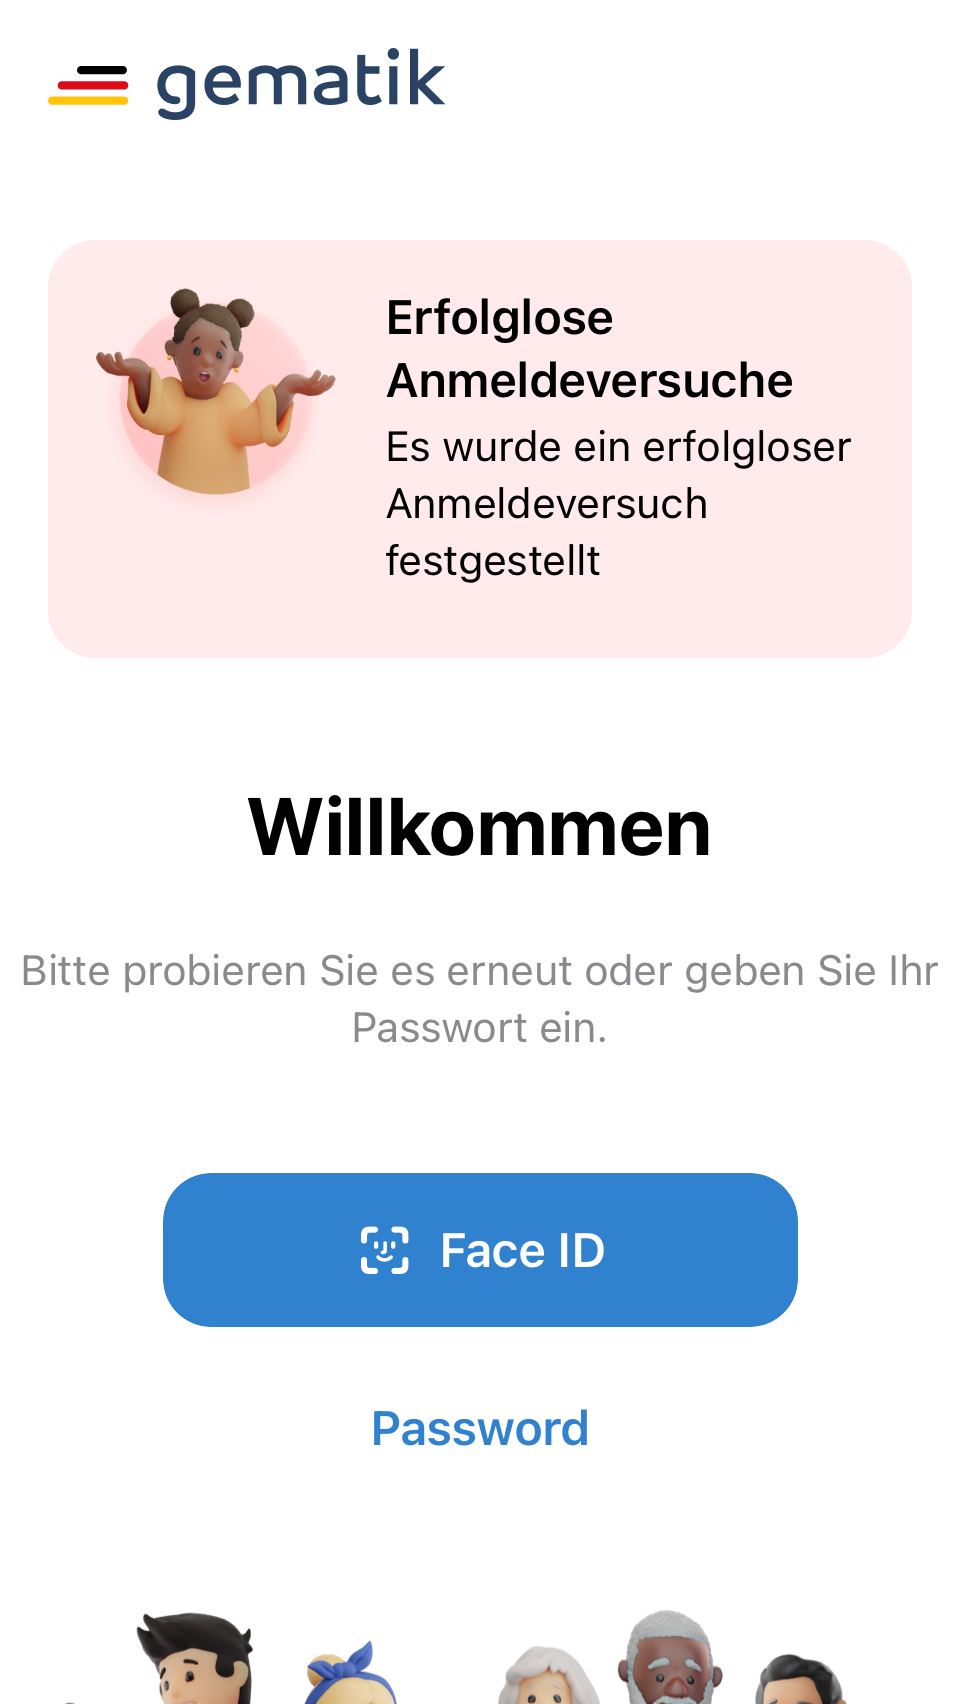 gematik
Erfolglose
Anmeldeversuche
Es wurde ein erfolgloser
Anmeldeversuch
festgestellt
Willkommen
Bitte probieren Sie es erneut oder geben Sie Ihr
Passwort ein.
Face ID
Password